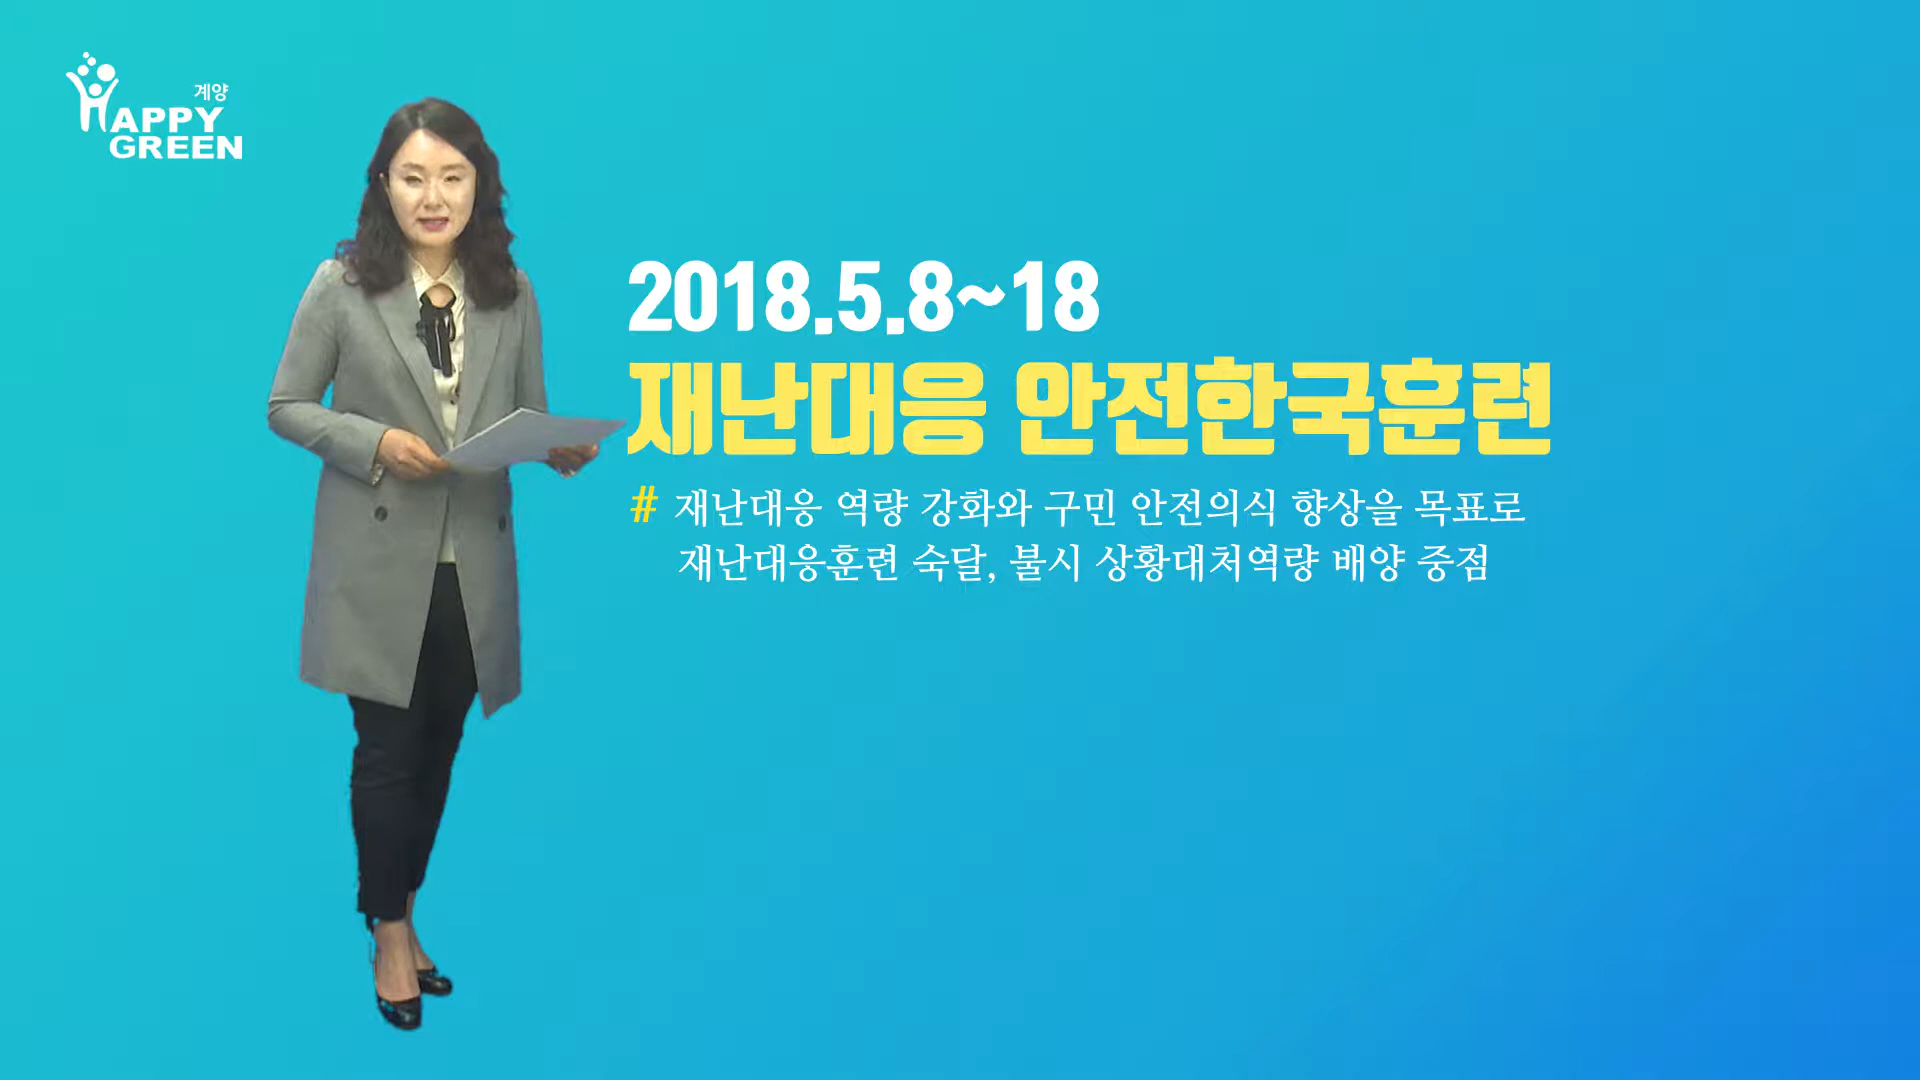 계양
HAPPY
GREEN
2018.5.8~18
재난대응 안전한국훈련
# 재난대응 역량 강화와 구민 안전의식 향상을 목표로
재난대응훈련 숙달, 불시 상황대처역량 배양 중점